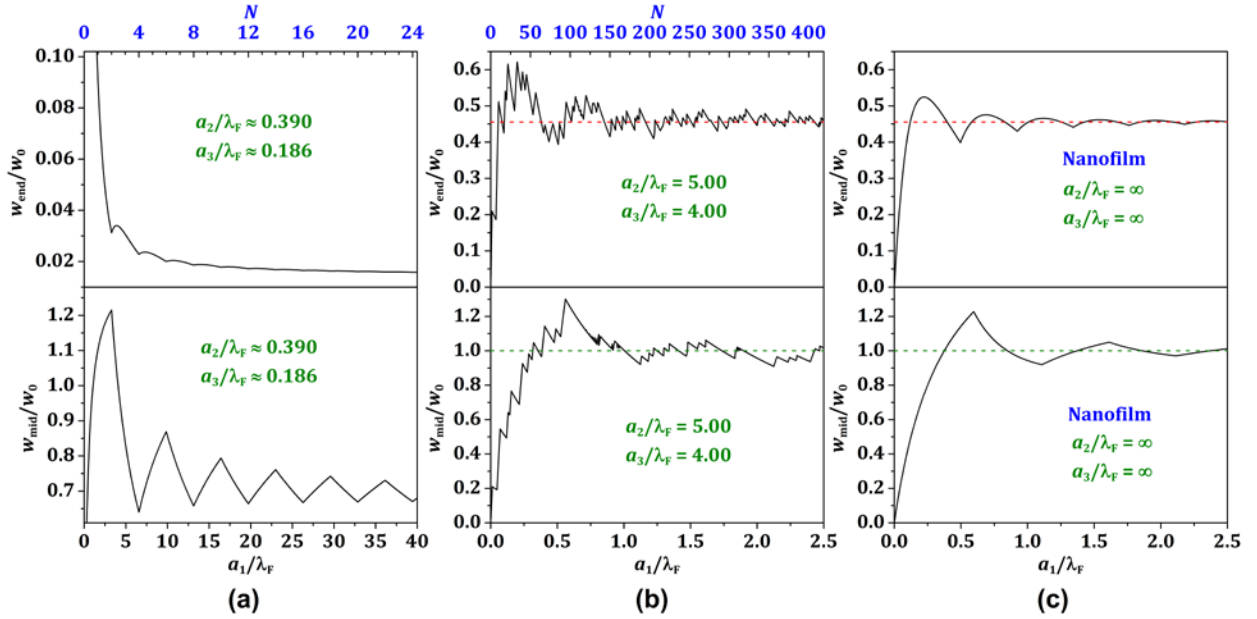 N
0 4 8 12 16 20 24
0.10
0.08
0.06
0.04
0.02
w_end/w_0
a_2/λ_F ≈ 0.390
a_3/λ_F ≈ 0.186
1.2
1.1
1.0
0.9
0.8
0.7
w_mid/w_0
a_2/λ_F ≈ 0.390
a_3/λ_F ≈ 0.186
0 5 10 15 20 25 30 35 40
a_1/λ_F
(a)
N
0 50 100 150 200 250 300 350 400
0.6
0.5
0.4
0.3
0.2
0.1
0.0
w_end/w_0
a_2/λ_F = 5.00
a_3/λ_F = 4.00
1.2
1.0
0.8
0.6
0.4
0.2
0.0
w_mid/w_0
a_2/λ_F = 5.00
a_3/λ_F = 4.00
0.0 0.5 1.0 1.5 2.0 2.5
a_1/λ_F
(b)
0.6
0.5
0.4
0.3
0.2
0.1
0.0
w_end/w_0
Nanofilm
a_2/λ_F = ∞
a_3/λ_F = ∞
1.2
1.0
0.8
0.6
0.4
0.2
0.0
w_mid/w_0
Nanofilm
a_2/λ_F = ∞
a_3/λ_F = ∞
0.0 0.5 1.0 1.5 2.0 2.5
a_1/λ_F
(c)